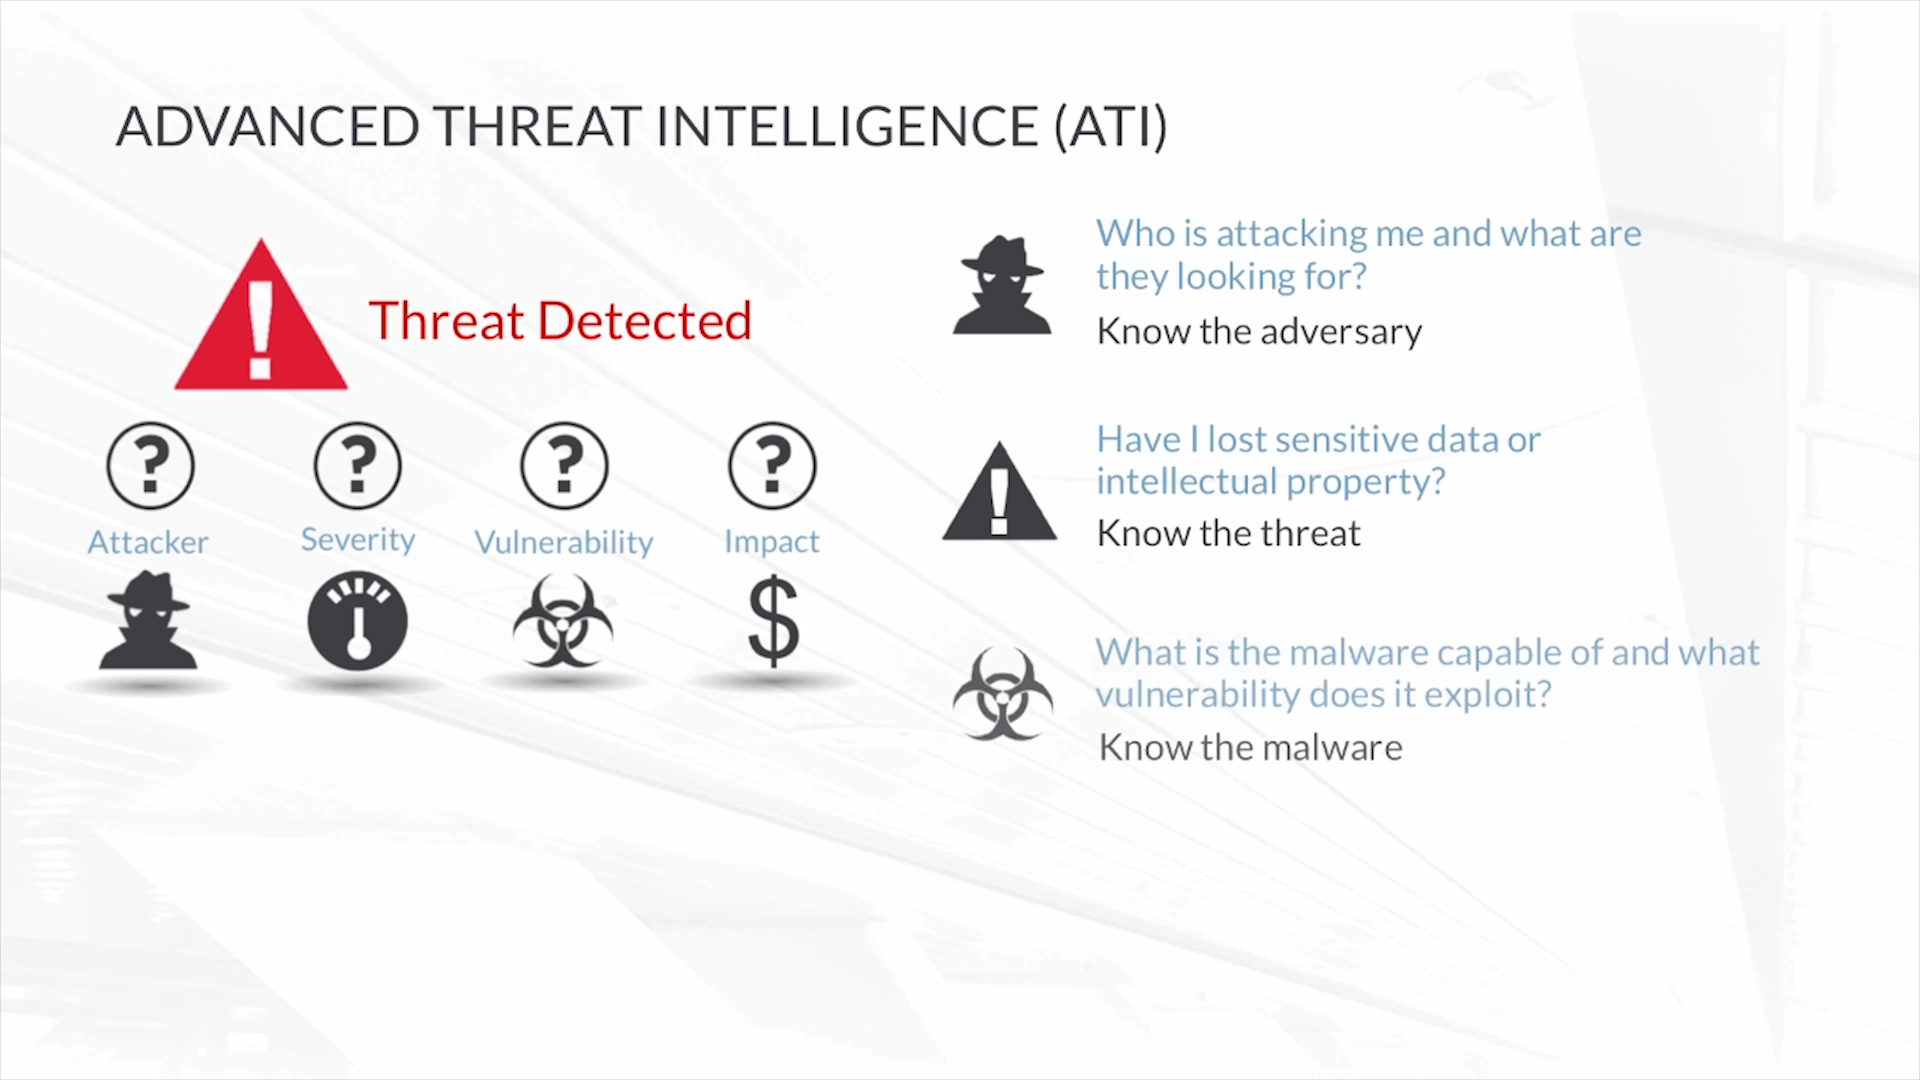 ADVANCED THREAT INTELLIGENCE (ATI)
Threat Detected
Attacker
Severity
Vulnerability
Impact
$
Who is attacking me and what are
they looking for?
Know the adversary
Have I lost sensitive data or
intellectual property?
Know the threat
What is the malware capable of and what
vulnerability does it exploit?
Know the malware